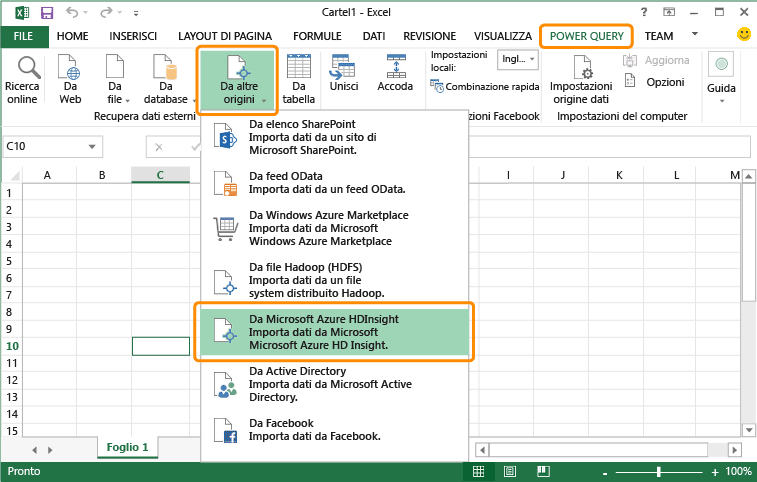 Cartel1 - Excel
?
FILE HOME INSERISCI LAYOUT DI PAGINA FORMULE DATI REVISIONE VISUALIZZA POWER QUERY TEAM
Ricerca online
Da Web
Da file
Da database
Da altre origini
Da tabella
Unisci
Accoda
Impostazioni locali:
Ingl...
Combinazione rapida
Impostazioni origine dati
Aggiorna
Opzioni
Guida
Recupera dati esterni
zioni Facebook
Impostazioni del computer
C10
A B C I J K L M
1
2
3
4
5
6
7
8
9
10
11
12
13
14
15
Da elenco SharePoint
Importa dati da un sito di
Microsoft SharePoint.
Da feed OData
Importa dati da un feed OData.
Da Windows Azure Marketplace
Importa dati da Microsoft
Windows Azure Marketplace
Da file Hadoop (HDFS)
Importa dati da un file
system distribuito Hadoop.
Da Microsoft Azure HDInsight
Importa dati da Microsoft
Microsoft Azure HD Insight.
Da Active Directory
Importa dati da Microsoft Active
Directory.
Da Facebook
Importa dati da Facebook.
Foglio 1
Pronto
- + 100%